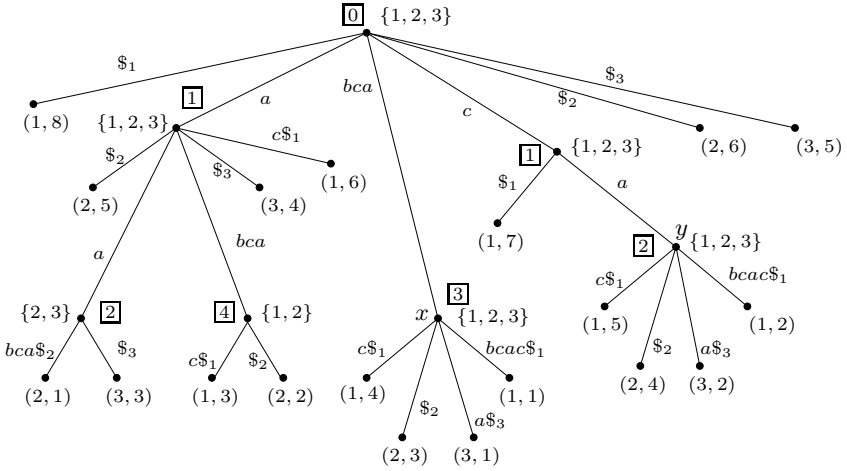 0 {1, 2, 3}
$₁ a bca c $₂ $₃
1
(1, 8) {1, 2, 3} c$₁ (2, 6) (3, 5)
$₂ $₃ (1, 6) 1 {1, 2, 3}
(2, 5) (3, 4) $₁ a
a bca (1, 7) y
2 {1, 2, 3}
c$₁ bcac$₁
{2, 3} 2 4 {1, 2} x 3 {1, 2, 3} (1, 5) (1, 2)
bca$₂ $₃ c$₁ $₂ c$₁ bcac$₁ $₂ a$₃
(2, 1) (3, 3) (1, 3) (2, 2) (1, 4) (1, 1) (2, 4) (3, 2)
$₂ a$₃
(2, 3) (3, 1)